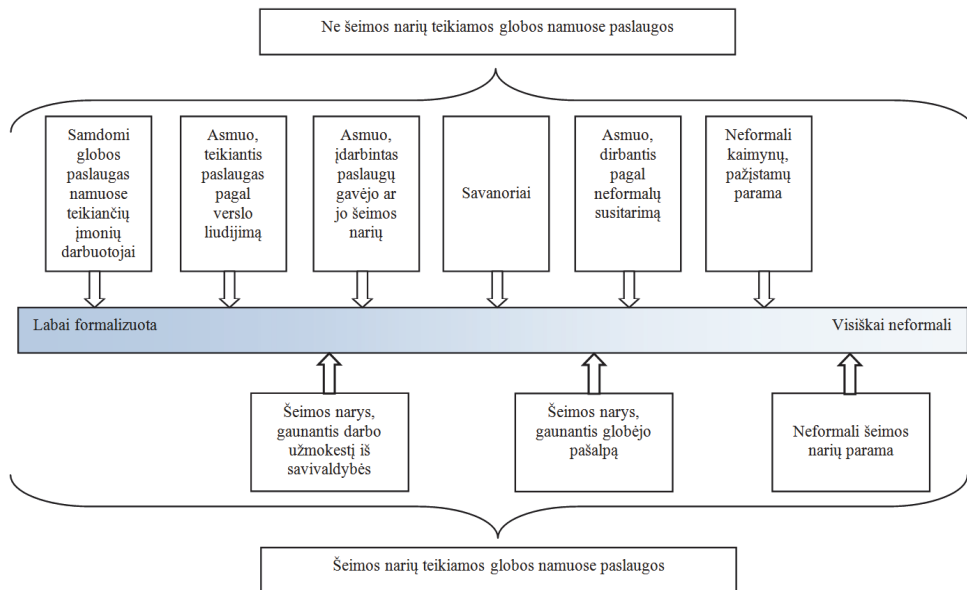 Ne šeimos narių teikiamos globos namuose paslaugos
Samdomi
globos
paslaugas
namuose
teikiančių
įmonių
darbuotojai
Asmuo,
teikiantis
paslaugas
pagal
verslo
liudijimą
Asmuo,
įdarbintas
paslaugų
gavėjo ar
jo šeimos
narių
Savanoriai
Asmuo,
dirbantis
pagal
neformalų
susitarimą
Neformali
kaimynų,
pažįstamų
parama
Labai formalizuota
Visiškai neformali
Šeimos narys,
gaunantis darbo
užmokestį iš
savivaldybės
Šeimos narys,
gaunantis globėjo
pašalpą
Neformali šeimos
narių parama
Šeimos narių teikiamos globos namuose paslaugos